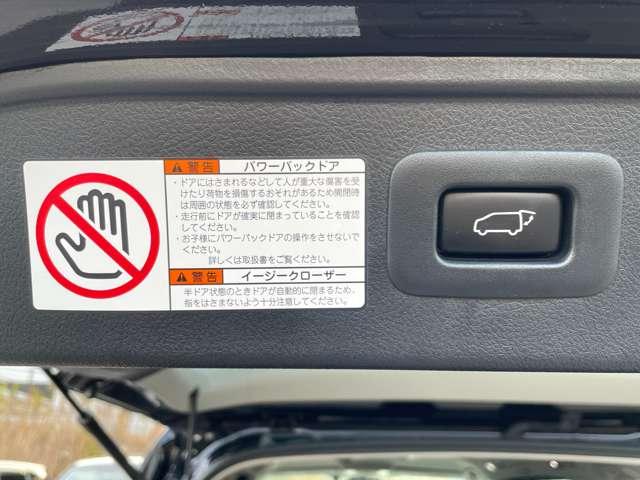 警告 パワーバックドア
・ドアにはさまれるなどして人が重大な傷害を受
けたり荷物を損傷するおそれがあるため開閉時
は周囲の状態を必ず確認してください。
・走行前にドアが確実に閉まっていることを確認
してください。
・お子様にパワーバックドアの操作をさせないで
ください。
詳しくは取扱書をご覧ください。
警告 イージークローザー
半ドア状態のときドアが自動的に閉まるため、
指をはさまないよう十分注意してください。